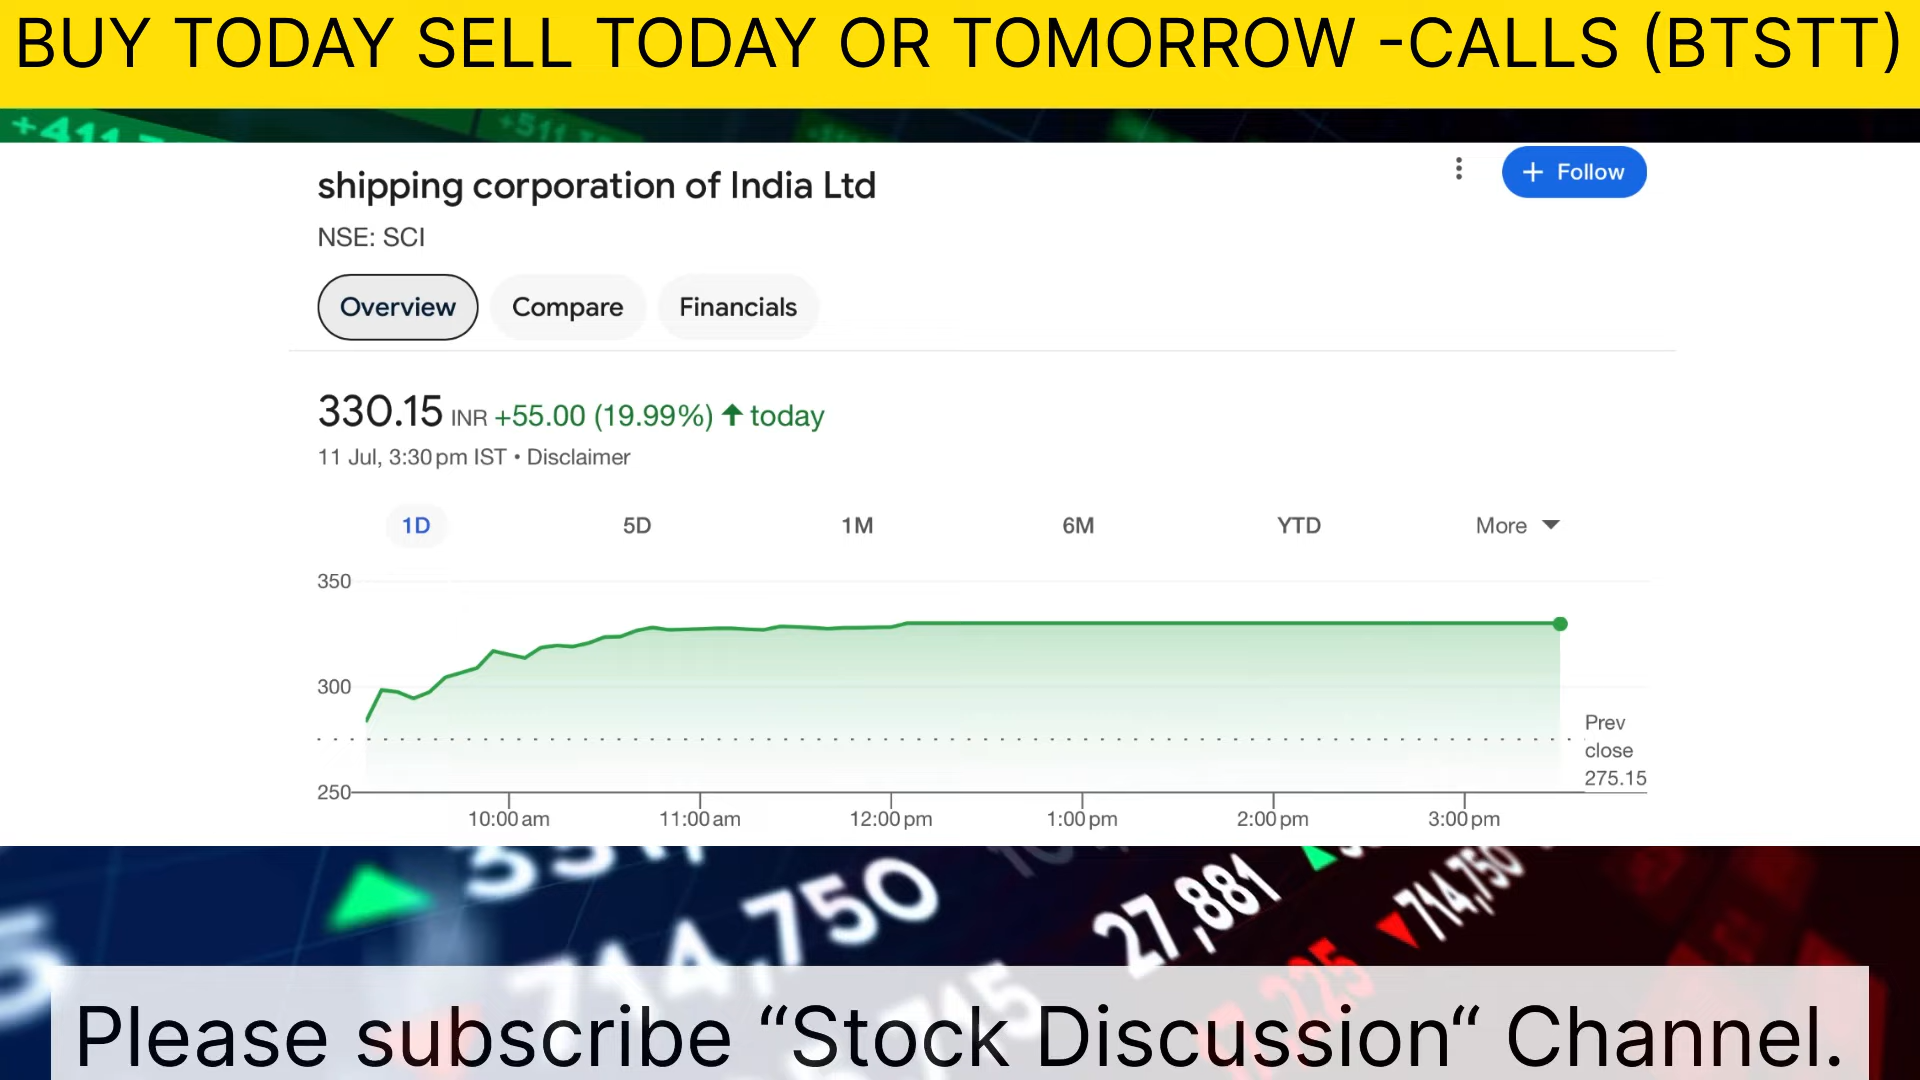 BUY TODAY SELL TODAY OR TOMORROW -CALLS (BTSTT)
shipping corporation of India Ltd
+ Follow
NSE: SCI
Overview Compare Financials
330.15 INR +55.00 (19.99%) ↑ today
11 Jul, 3:30 pm IST • Disclaimer
1D 5D 1M 6M YTD More
350
300
Prev
close
275.15
250
10:00 am 11:00 am 12:00 pm 1:00 pm 2:00 pm 3:00 pm
714,750
27,881
714,750
Please subscribe “Stock Discussion“ Channel.